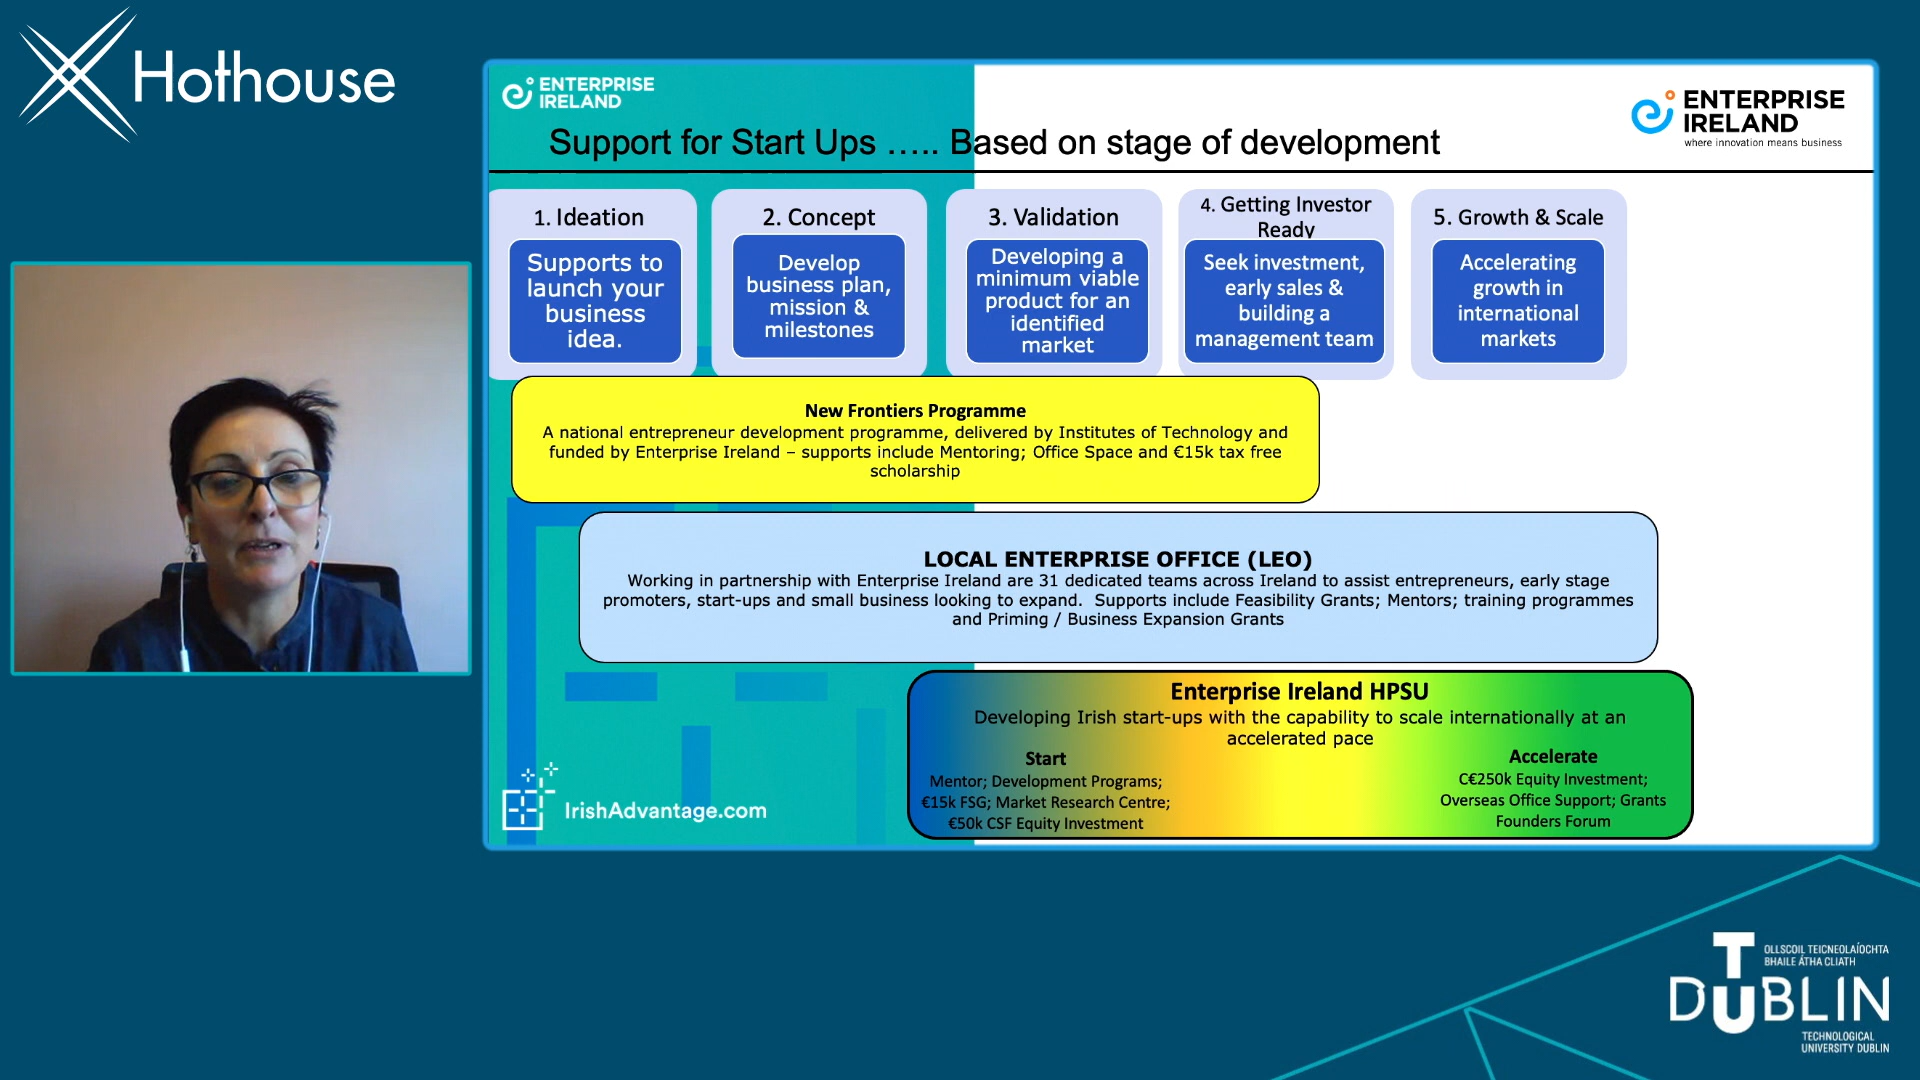 Hothouse
ENTERPRISE
IRELAND
ENTERPRISE
IRELAND
where innovation means business
Support for Start Ups ….. Based on stage of development
1. Ideation
Supports to
launch your
business
idea.
2. Concept
Develop
business plan,
mission &
milestones
3. Validation
Developing a
minimum viable
product for an
identified
market
4. Getting Investor
Ready
Seek investment,
early sales &
building a
management team
5. Growth & Scale
Accelerating
growth in
international
markets
New Frontiers Programme
A national entrepreneur development programme, delivered by Institutes of Technology and
funded by Enterprise Ireland – supports include Mentoring; Office Space and €15k tax free
scholarship
LOCAL ENTERPRISE OFFICE (LEO)
Working in partnership with Enterprise Ireland are 31 dedicated teams across Ireland to assist entrepreneurs, early stage
promoters, start-ups and small business looking to expand. Supports include Feasibility Grants; Mentors; training programmes
and Priming / Business Expansion Grants
Enterprise Ireland HPSU
Developing Irish start-ups with the capability to scale internationally at an
accelerated pace
Start
Mentor; Development Programs;
€15k FSG; Market Research Centre;
€50k CSF Equity Investment
Accelerate
C€250k Equity Investment;
Overseas Office Support; Grants
Founders Forum
IrishAdvantage.com
OLLSCOIL TEICNEOLAÍOCHTA
BHAILE ÁTHA CLIATH
TU DUBLIN
TECHNOLOGICAL
UNIVERSITY DUBLIN